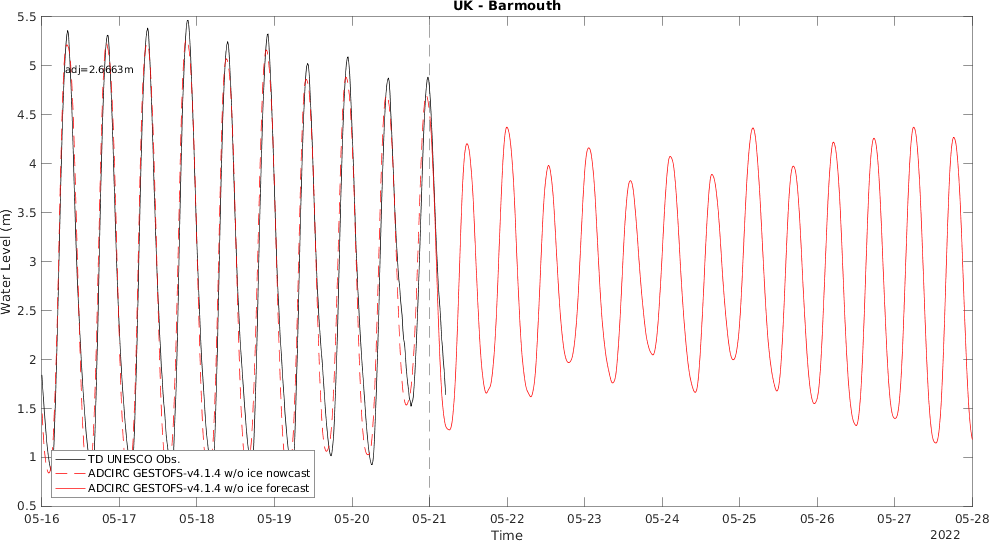 UK - Barmouth
5.5
5
4.5
4
3.5
3
2.5
2
1.5
1
0.5
Water Level (m)
adj=2.6663m
TD UNESCO Obs.
ADCIRC GESTOFS-v4.1.4 w/o ice nowcast
ADCIRC GESTOFS-v4.1.4 w/o ice forecast
05-16 05-17 05-18 05-19 05-20 05-21 05-22 05-23 05-24 05-25 05-26 05-27 05-28
Time
2022